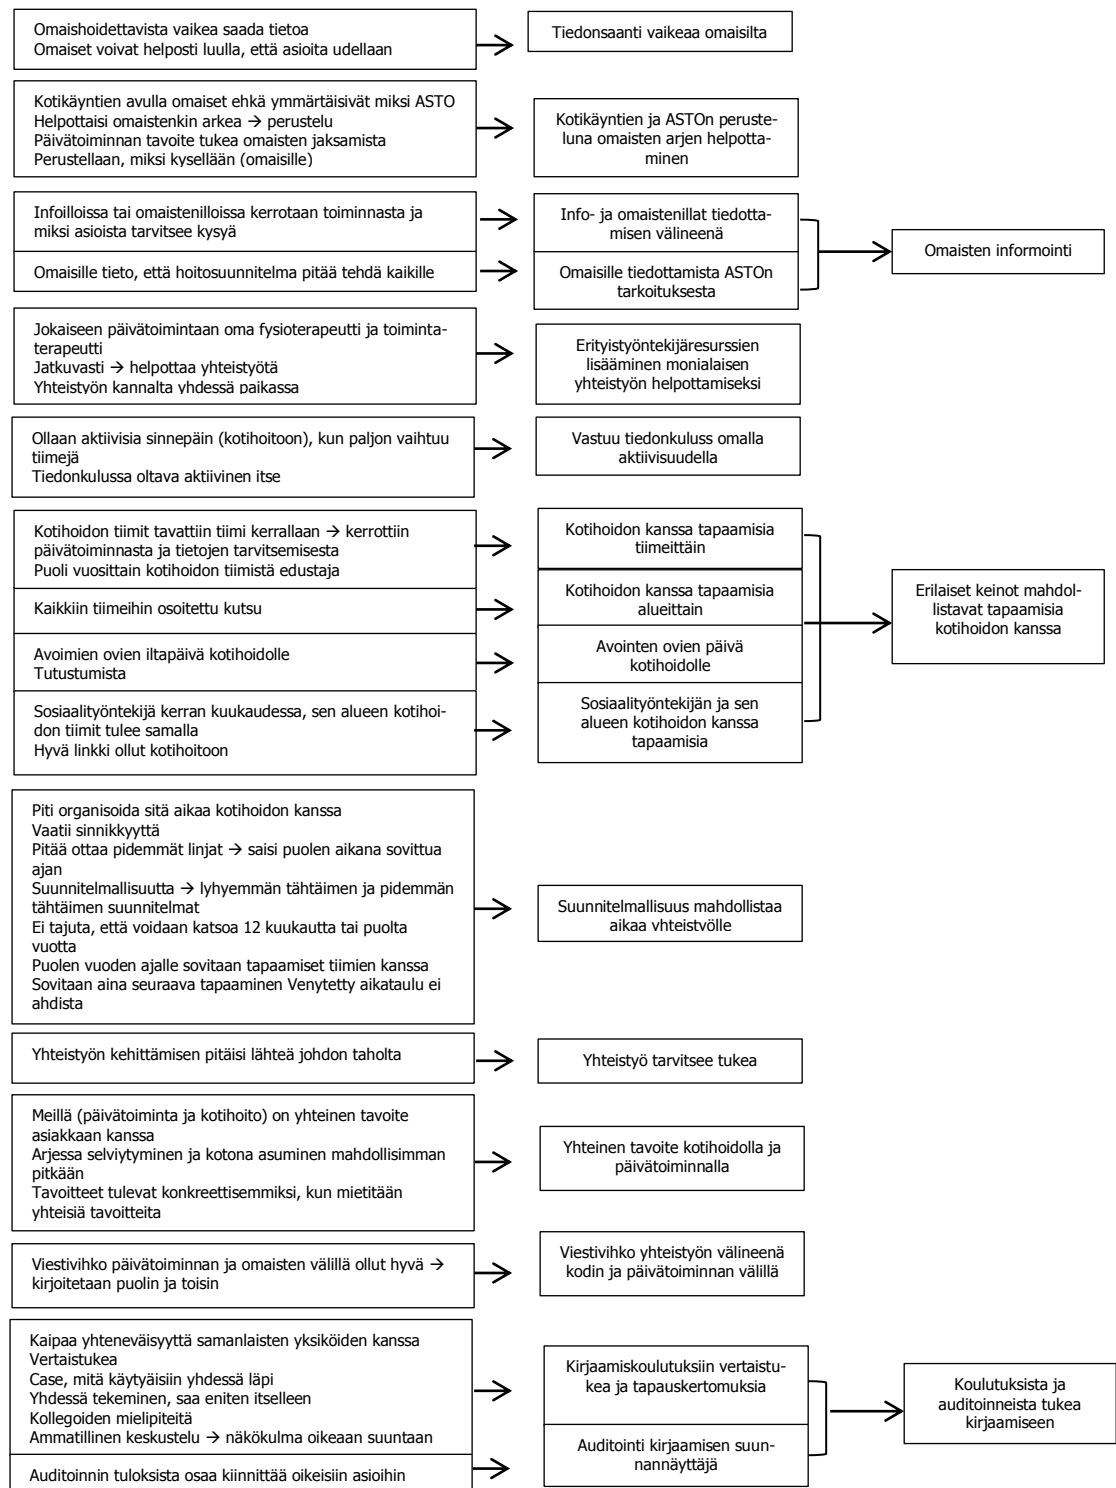 Omaishoidettavista vaikea saada tietoa
Omaiset voivat helposti luulla, että asioita udellaan
Tiedonsaanti vaikeaa omaisilta
Kotikäyntien avulla omaiset ehkä ymmärtäisivät miksi ASTO
Helpottaisi omaistenkin arkea → perustelu
Päivätoiminnan tavoite tukea omaisten jaksamista
Perustellaan, miksi kysellään (omaisille)
Kotikäyntien ja ASTOn peruste-
luna omaisten arjen helpotta-
minen
Infoilloissa tai omaistenilloissa kerrotaan toiminnasta ja
miksi asioista tarvitsee kysyä
Info- ja omaistenillat tiedotta-
misen välineenä
Omaisille tieto, että hoitosuunnitelma pitää tehdä kaikille
Omaisille tiedottamista ASTOn
tarkoituksesta
Omaisten informointi
Jokaiseen päivätoimintaan oma fysioterapeutti ja toiminta-
terapeutti
Jatkuvasti → helpottaa yhteistyötä
Yhteistyön kannalta yhdessä paikassa
Erityistyöntekijäresurssien
lisääminen monialaisen
yhteistyön helpottamiseksi
Ollaan aktiivisia sinnepäin (kotihoitoon), kun paljon vaihtuu
tiimejä
Tiedonkulussa oltava aktiivinen itse
Vastuu tiedonkuluss omalla
aktiivisuudella
Kotihoidon tiimit tavattiin tiimi kerrallaan → kerrottiin
päivätoiminnasta ja tietojen tarvitsemisesta
Puoli vuosittain kotihoidon tiimistä edustaja
Kotihoidon kanssa tapaamisia
tiimeittäin
Kaikkiin tiimeihin osoitettu kutsu
Kotihoidon kanssa tapaamisia
alueittain
Avoimien ovien iltapäivä kotihoidolle
Tutustumista
Avointen ovien päivä
kotihoidolle
Sosiaalityöntekijä kerran kuukaudessa, sen alueen kotihoi-
don tiimit tulee samalla
Hyvä linkki ollut kotihoitoon
Sosiaalityöntekijän ja sen
alueen kotihoidon kanssa
tapaamisia
Erilaiset keinot mahdol-
listavat tapaamisia
kotihoidon kanssa
Piti organisoida sitä aikaa kotihoidon kanssa
Vaatii sinnikkyyttä
Pitää ottaa pidemmät linjat → saisi puolen aikana sovittua
ajan
Suunnitelmallisuutta → lyhyemmän tähtäimen ja pidemmän
tähtäimen suunnitelmat
Ei tajuta, että voidaan katsoa 12 kuukautta tai puolta
vuotta
Puolen vuoden ajalle sovitaan tapaamiset tiimien kanssa
Sovitaan aina seuraava tapaaminen Venytetty aikataulu ei
ahdista
Suunnitelmallisuus mahdollistaa
aikaa yhteistyölle
Yhteistyön kehittämisen pitäisi lähteä johdon taholta
Yhteistyö tarvitsee tukea
Meillä (päivätoiminta ja kotihoito) on yhteinen tavoite
asiakkaan kanssa
Arjessa selviytyminen ja kotona asuminen mahdollisimman
pitkään
Tavoitteet tulevat konkreettisemmiksi, kun mietitään
yhteisiä tavoitteita
Yhteinen tavoite kotihoidolla ja
päivätoiminnalla
Viestivihko päivätoiminnan ja omaisten välillä ollut hyvä →
kirjoitetaan puolin ja toisin
Viestivihko yhteistyön välineenä
kodin ja päivätoiminnan välillä
Kaipaa yhteneväisyyttä samanlaisten yksiköiden kanssa
Vertaistukea
Case, mitä käytyäisiin yhdessä läpi
Yhdessä tekeminen, saa eniten itselleen
Kollegoiden mielipiteitä
Ammatillinen keskustelu → näkökulma oikeaan suuntaan
Kirjaamiskoulutuksiin vertaistu-
kea ja tapauskertomuksia
Auditoinnin tuloksista osaa kiinnittää oikeisiin asioihin
Auditointi kirjaamisen suun-
nannäyttäjä
Koulutuksista ja
auditoinneista tukea
kirjaamiseen